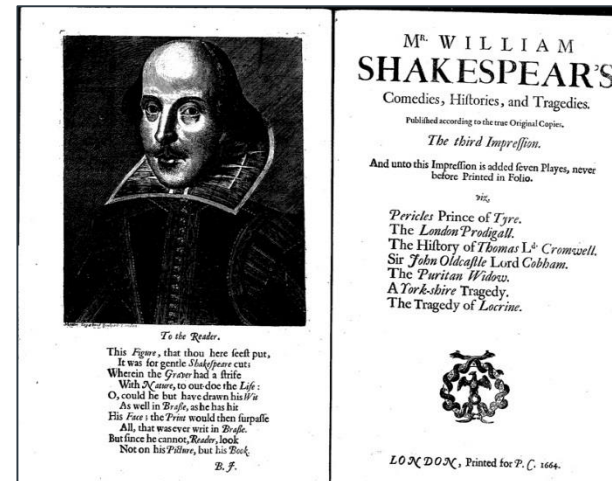 To the Reader.
This Figure, that thou here ſeeſt put,
It was for gentle Shakeſpeare cut;
Wherein the Graver had a ſtrife
With Nature, to out-doe the Life:
O, could he but have drawn his Wit
As well in Braſſe, as he has hit
His Face; the Print would then ſurpaſſe
All, that was ever writ in Braſſe.
But ſince he cannot, Reader, look
Not on his Picture, but his Book.
B. J.
Mr. WILLIAM
SHAKESPEAR'S
Comedies, Hiſtories, and Tragedies.
Publiſhed according to the true Original Copies.
The third Impreſſion.
And unto this Impreſſion is added ſeven Playes, never
before Printed in Folio.
viz,
Pericles Prince of Tyre.
The London Prodigall.
The Hiſtory of Thomas Ld. Cromwell.
Sir John Oldcaſtle Lord Cobham.
The Puritan Widow.
A York-shire Tragedy.
The Tragedy of Locrine.
LONDON, Printed for P. C. 1664.